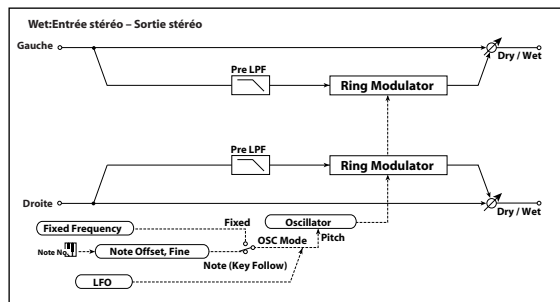 Wet:Entrée stéréo – Sortie stéréo
Gauche
Dry / Wet
Pre LPF
Ring Modulator
Pre LPF
Ring Modulator
Droite
Dry / Wet
Fixed Frequency
Fixed
Oscillator
OSC Mode
Pitch
Note No.
Note Offset, Fine
Note (Key Follow)
LFO